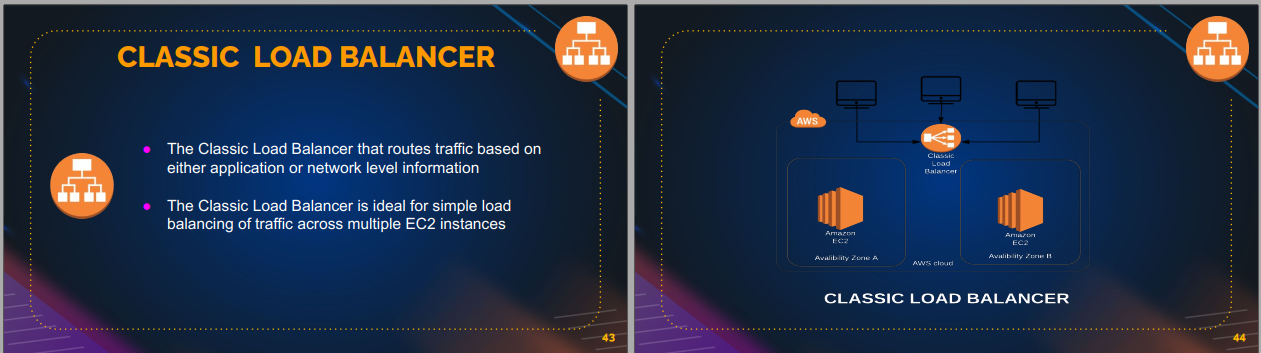 CLASSIC LOAD BALANCER
The Classic Load Balancer that routes traffic based on
either application or network level information
The Classic Load Balancer is ideal for simple load
balancing of traffic across multiple EC2 instances
43
AWS
Classic
Load
Balancer
Amazon
EC2
Avalibility Zone A
AWS cloud
Amazon
EC2
Avalibility Zone B
CLASSIC LOAD BALANCER
44